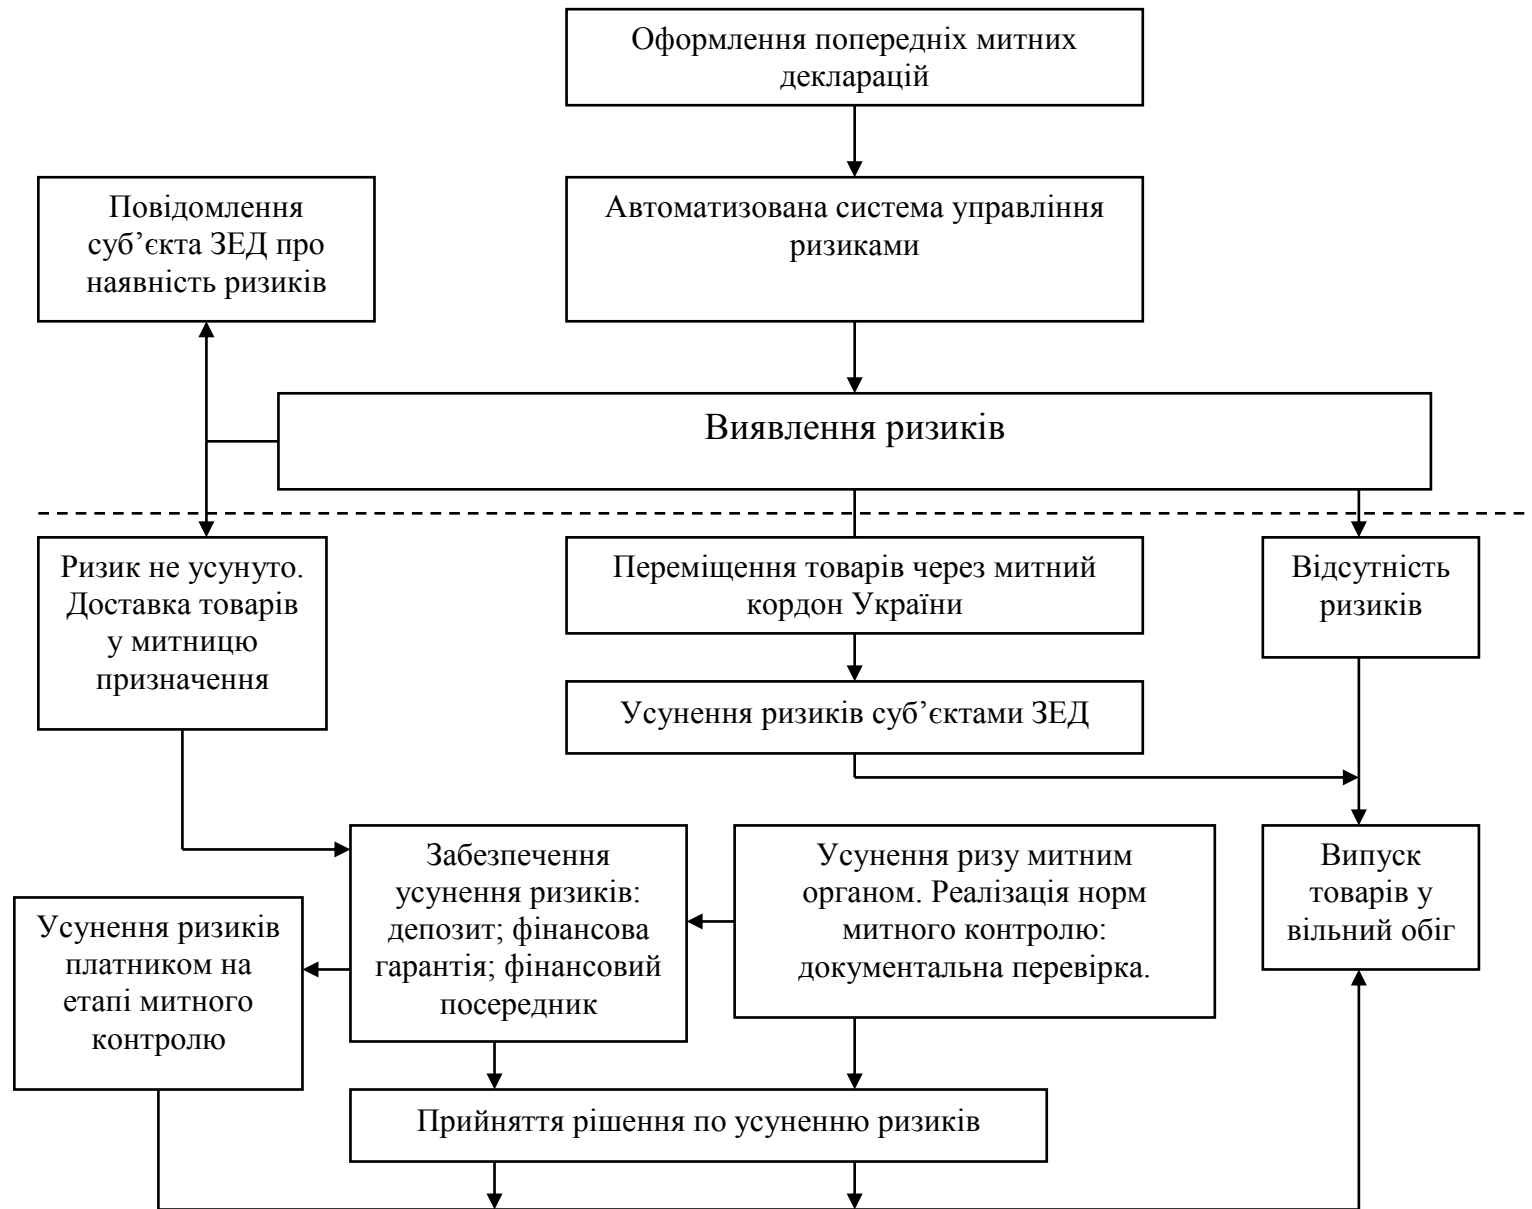 Оформлення попередніх митних
декларацій
Повідомлення
суб’єкта ЗЕД про
наявність ризиків
Автоматизована система управління
ризиками
Виявлення ризиків
Ризик не усунуто.
Доставка товарів
у митницю
призначення
Переміщення товарів через митний
кордон України
Відсутність
ризиків
Усунення ризиків суб’єктами ЗЕД
Забезпечення
усунення ризиків:
депозит; фінансова
гарантія; фінансовий
посередник
Усунення ризу митним
органом. Реалізація норм
митного контролю:
документальна перевірка.
Випуск
товарів у
вільний обіг
Усунення ризиків
платником на
етапі митного
контролю
Прийняття рішення по усуненню ризиків